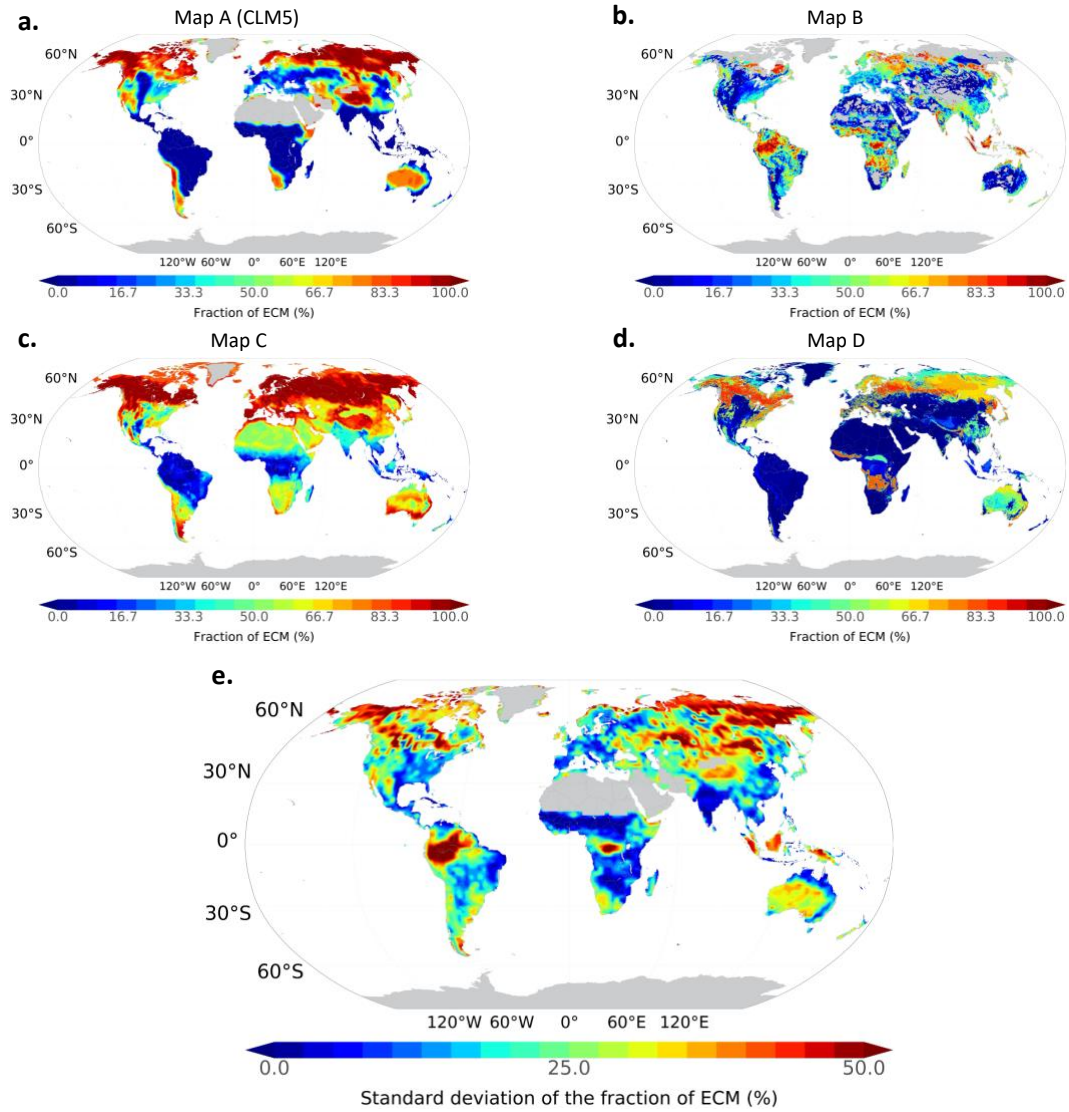 a.
Map A (CLM5)
60°N
30°N
0°
30°S
60°S
120°W 60°W 0° 60°E 120°E
0.0 16.7 33.3 50.0 66.7 83.3 100.0
Fraction of ECM (%)
b.
Map B
60°N
30°N
0°
30°S
60°S
120°W 60°W 0° 60°E 120°E
0.0 16.7 33.3 50.0 66.7 83.3 100.0
Fraction of ECM (%)
c.
Map C
60°N
30°N
0°
30°S
60°S
120°W 60°W 0° 60°E 120°E
0.0 16.7 33.3 50.0 66.7 83.3 100.0
Fraction of ECM (%)
d.
Map D
60°N
30°N
0°
30°S
60°S
120°W 60°W 0° 60°E 120°E
0.0 16.7 33.3 50.0 66.7 83.3 100.0
Fraction of ECM (%)
e.
60°N
30°N
0°
30°S
60°S
120°W 60°W 0° 60°E 120°E
0.0 25.0 50.0
Standard deviation of the fraction of ECM (%)